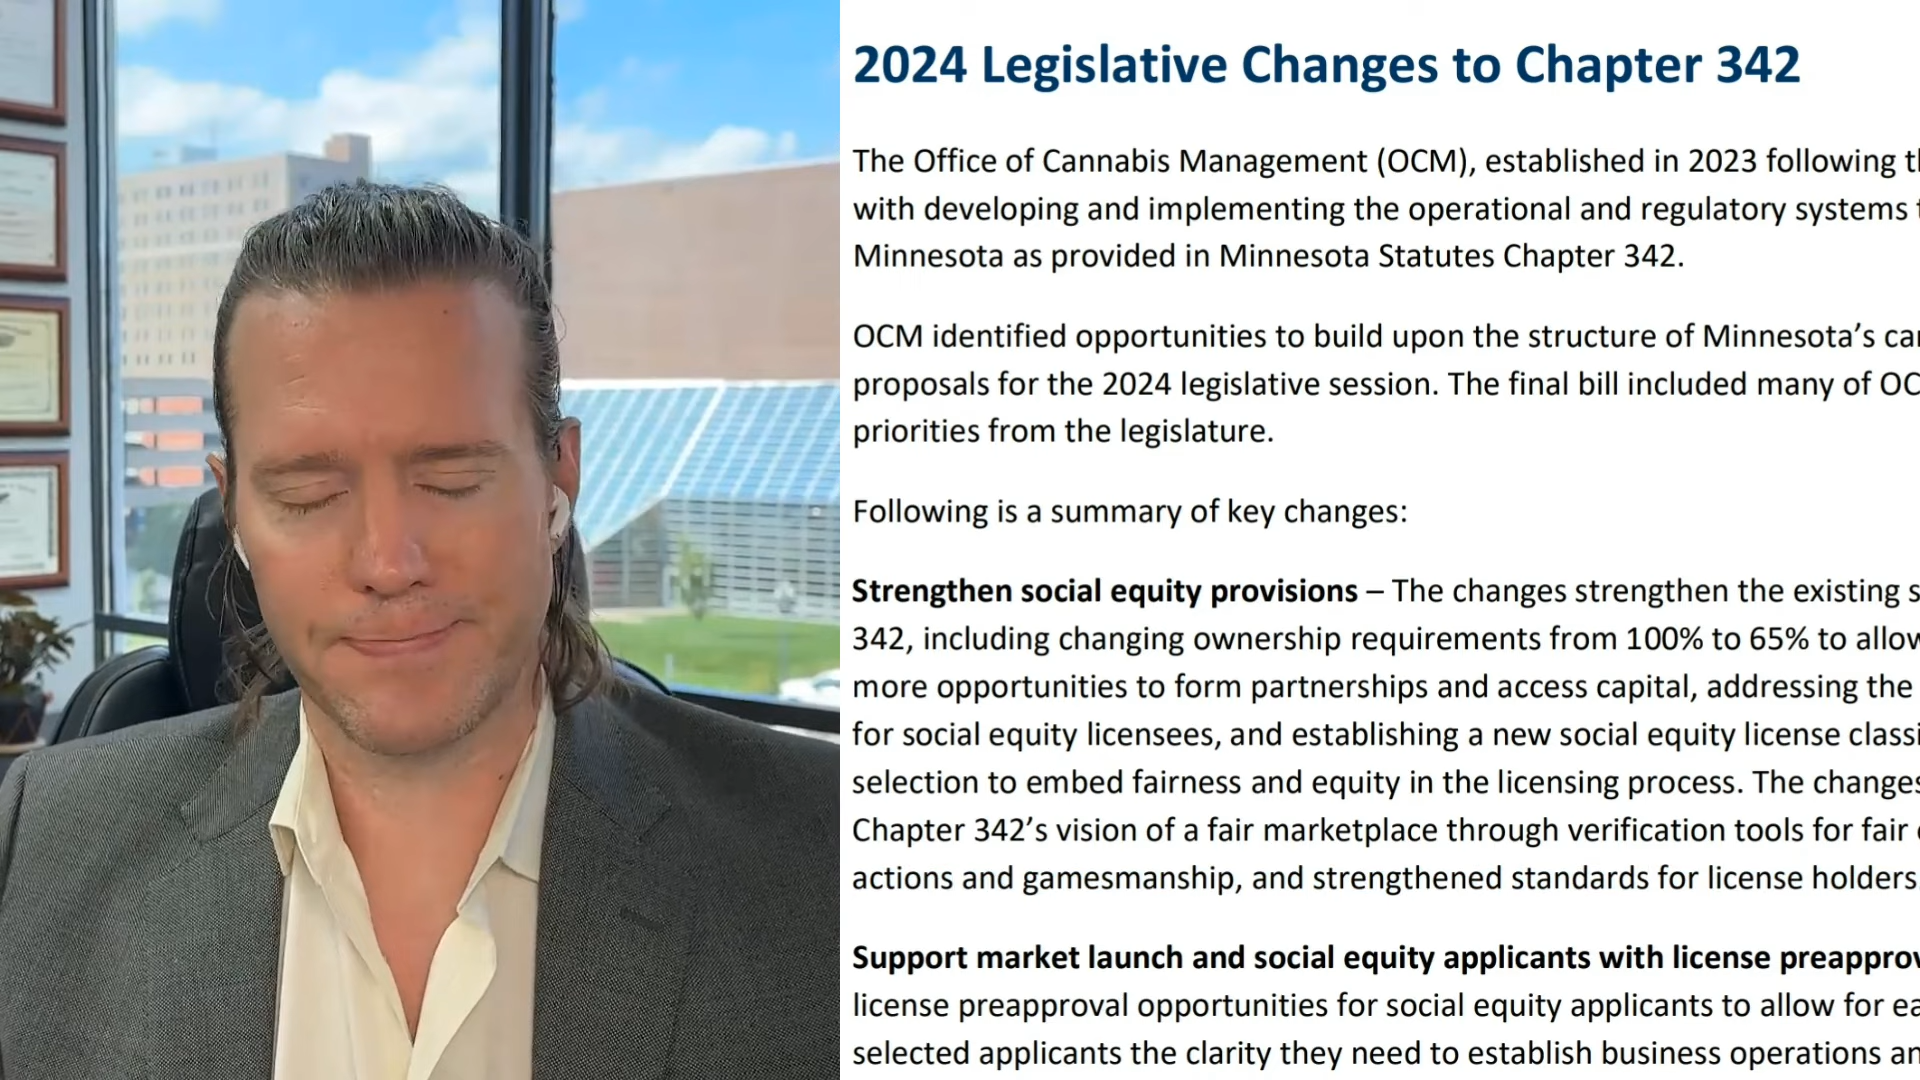 2024 Legislative Changes to Chapter 342
The Office of Cannabis Management (OCM), established in 2023 following
with developing and implementing the operational and regulatory systems
Minnesota as provided in Minnesota Statutes Chapter 342.
OCM identified opportunities to build upon the structure of Minnesota’s
proposals for the 2024 legislative session. The final bill included many of
priorities from the legislature.
Following is a summary of key changes:
Strengthen social equity provisions – The changes strengthen the existing
342, including changing ownership requirements from 100% to 65% to
more opportunities to form partnerships and access capital, addressing the
for social equity licensees, and establishing a new social equity license
selection to embed fairness and equity in the licensing process. The changes
Chapter 342’s vision of a fair marketplace through verification tools for fair
actions and gamesmanship, and strengthened standards for license holders
Support market launch and social equity applicants with license
license preapproval opportunities for social equity applicants to allow for
selected applicants the clarity they need to establish business operations